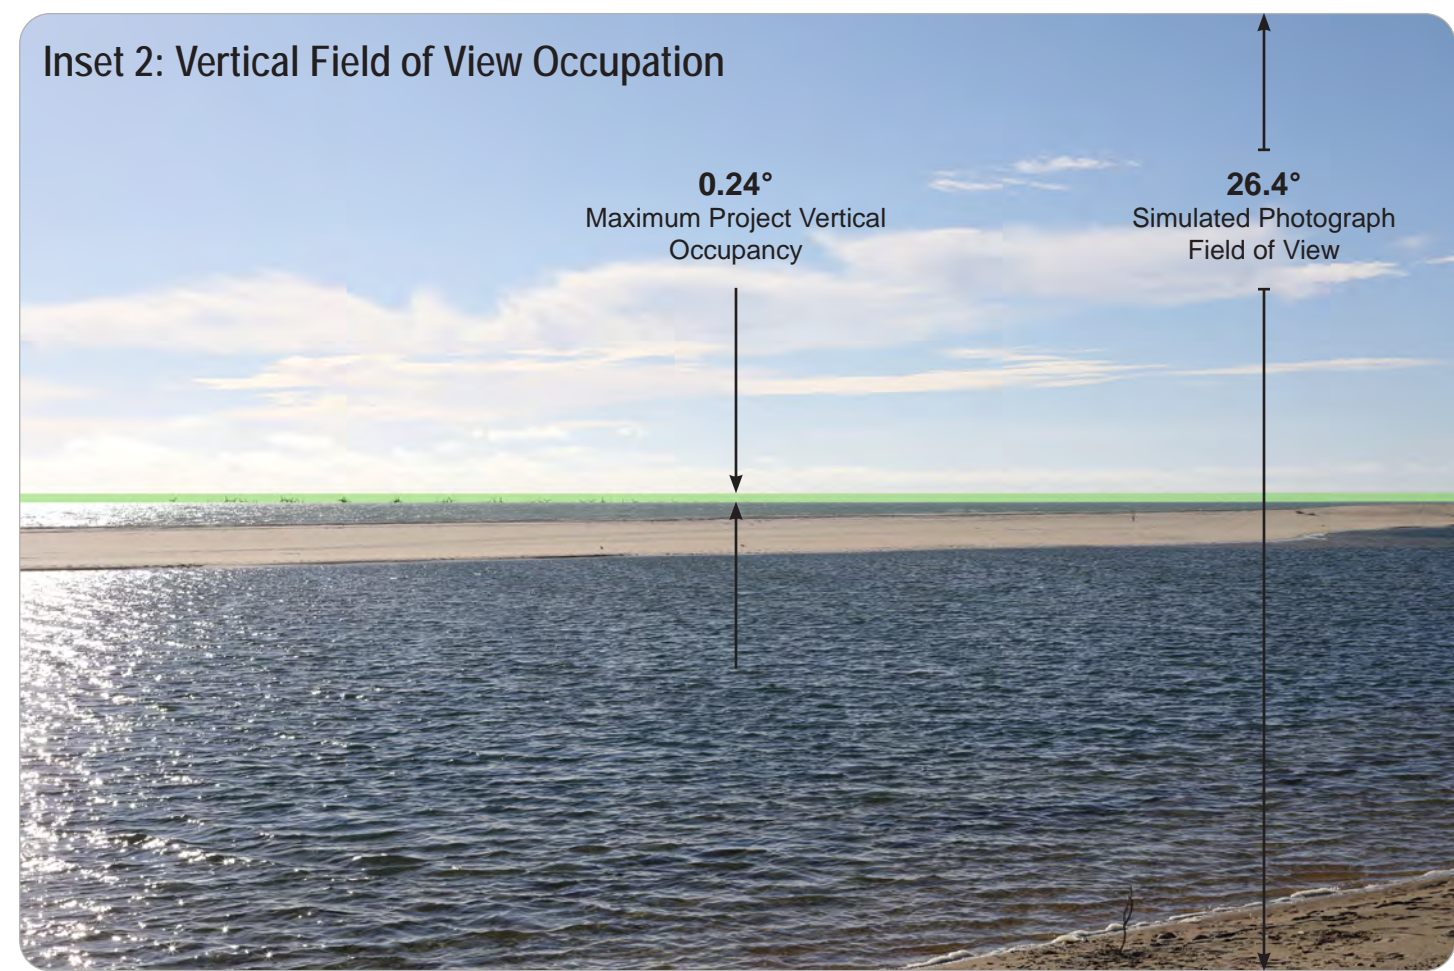 Inset 2: Vertical Field of View Occupation
0.24°
Maximum Project Vertical
Occupancy
26.4°
Simulated Photograph
Field of View